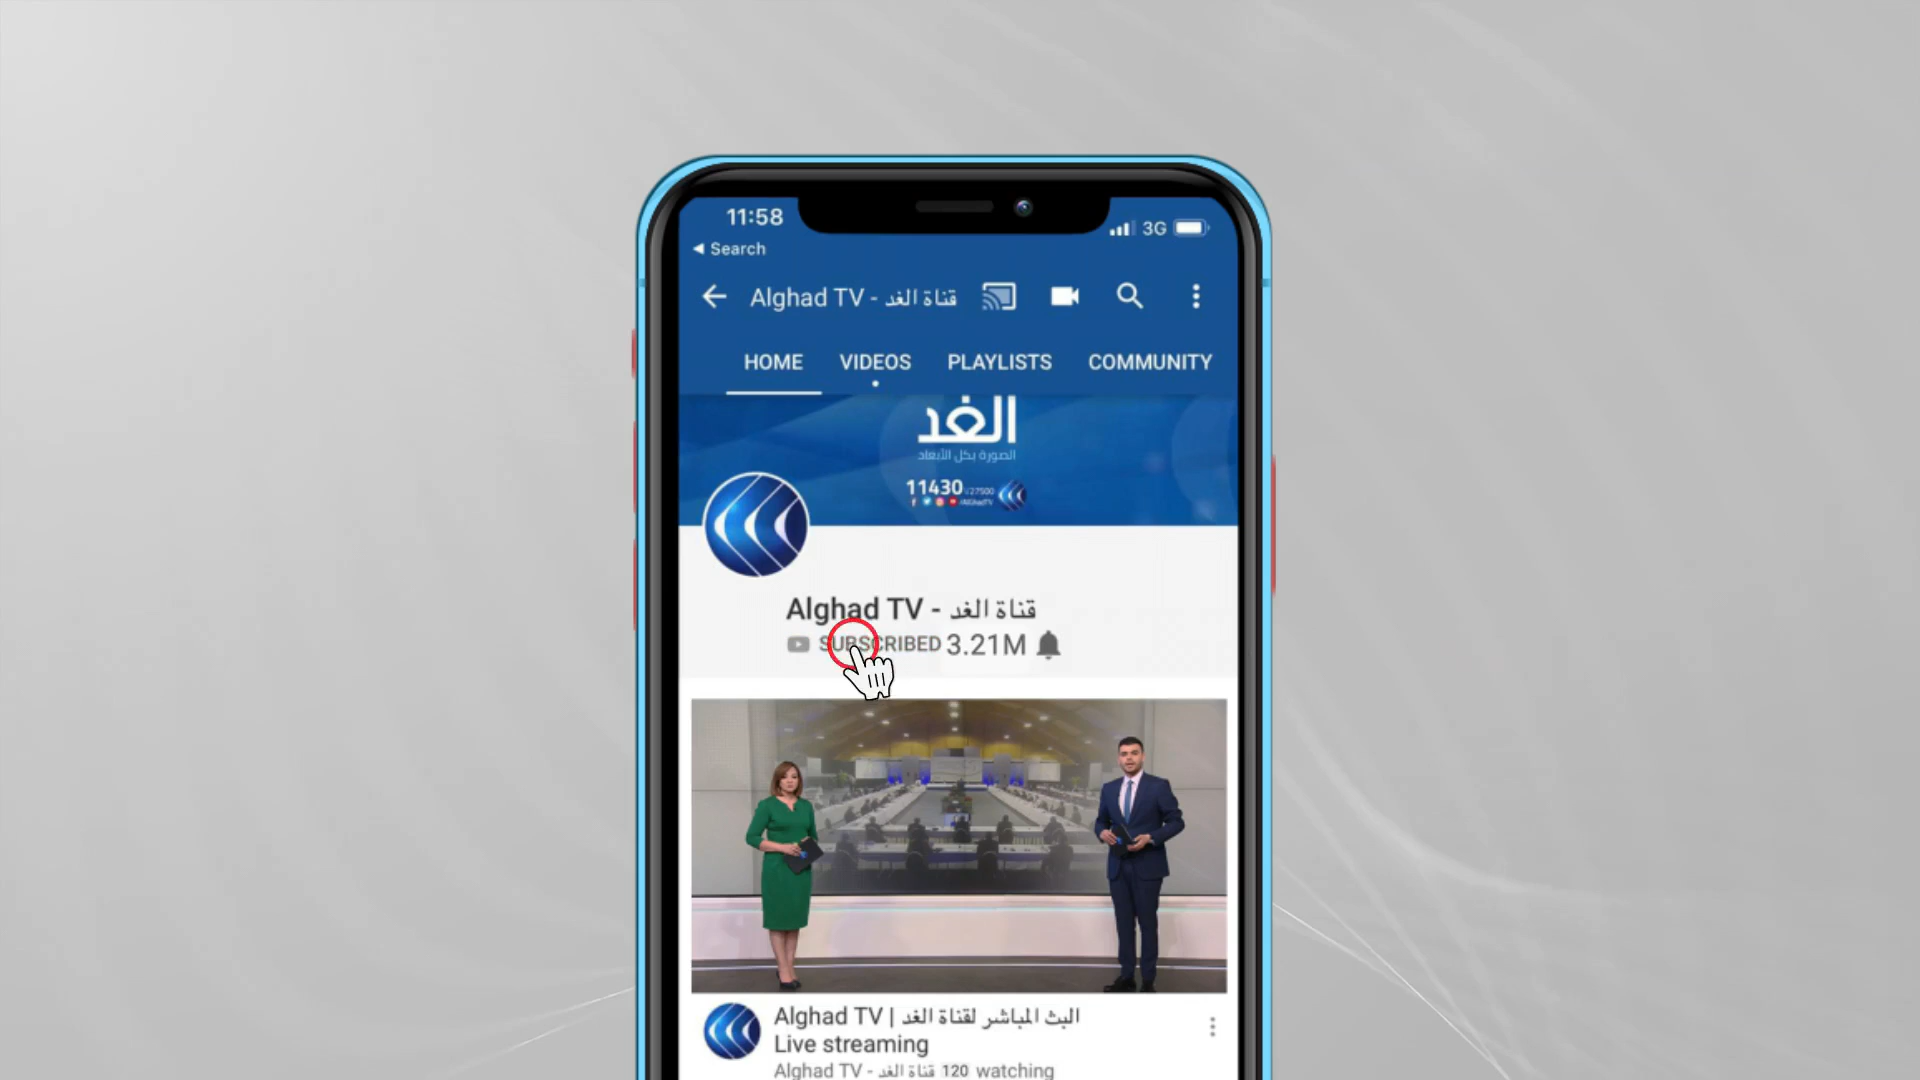 11:58
3G
◀ Search
Alghad TV - قناة الغد
HOME VIDEOS PLAYLISTS COMMUNITY
الغد
الصورة بكل الأبعاد
11430 27500
/AlGhadTV
Alghad TV - قناة الغد
SUBSCRIBED 3.21M
Alghad TV | البث المباشر لقناة الغد
Live streaming
Alghad TV - قناة الغد 120 watching